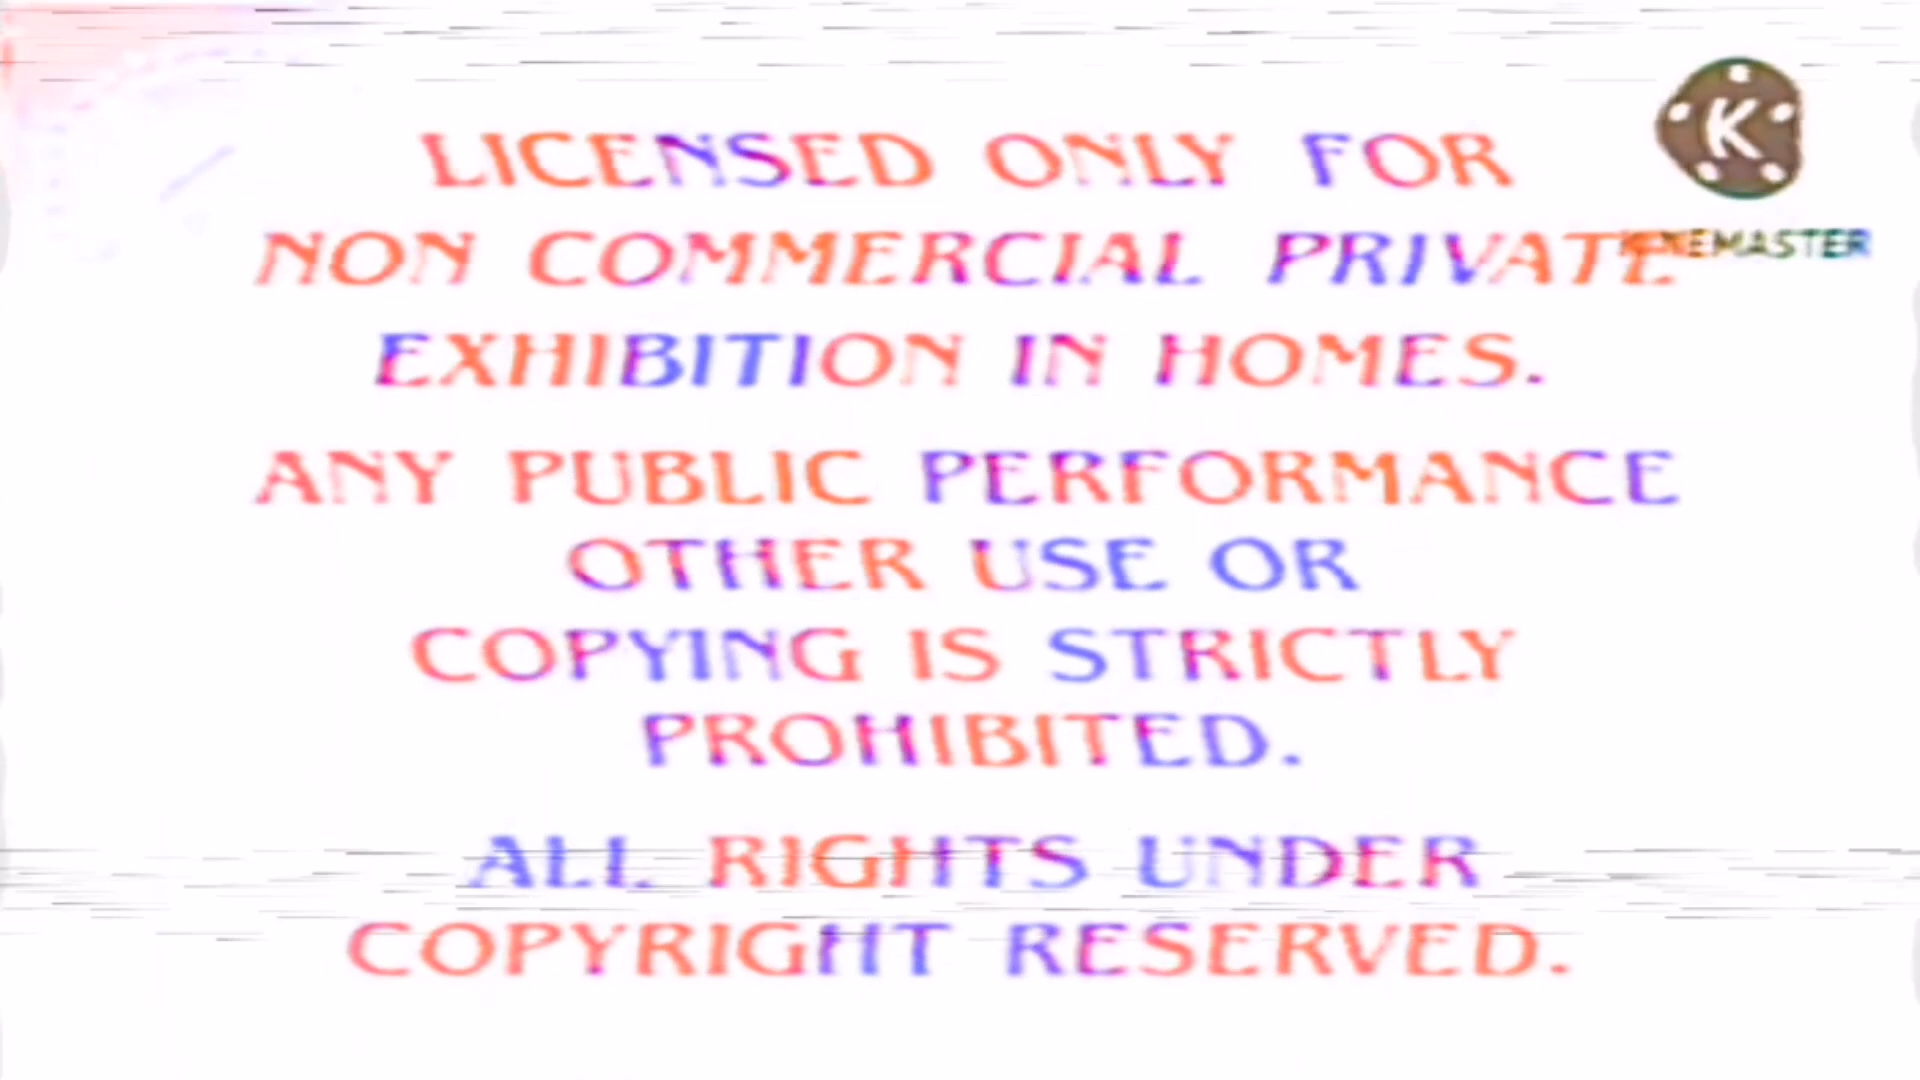 LICENSED ONLY FOR
NON COMMERCIAL PRIVATE
EXHIBITION IN HOMES.
ANY PUBLIC PERFORMANCE
OTHER USE OR
COPYING IS STRICTLY
PROHIBITED.
ALL RIGHTS UNDER
COPYRIGHT RESERVED.
K
KINEMASTER